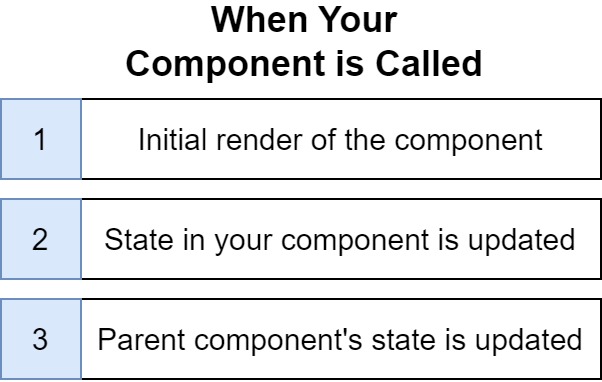 When Your
Component is Called
1 Initial render of the component
2 State in your component is updated
3 Parent component's state is updated